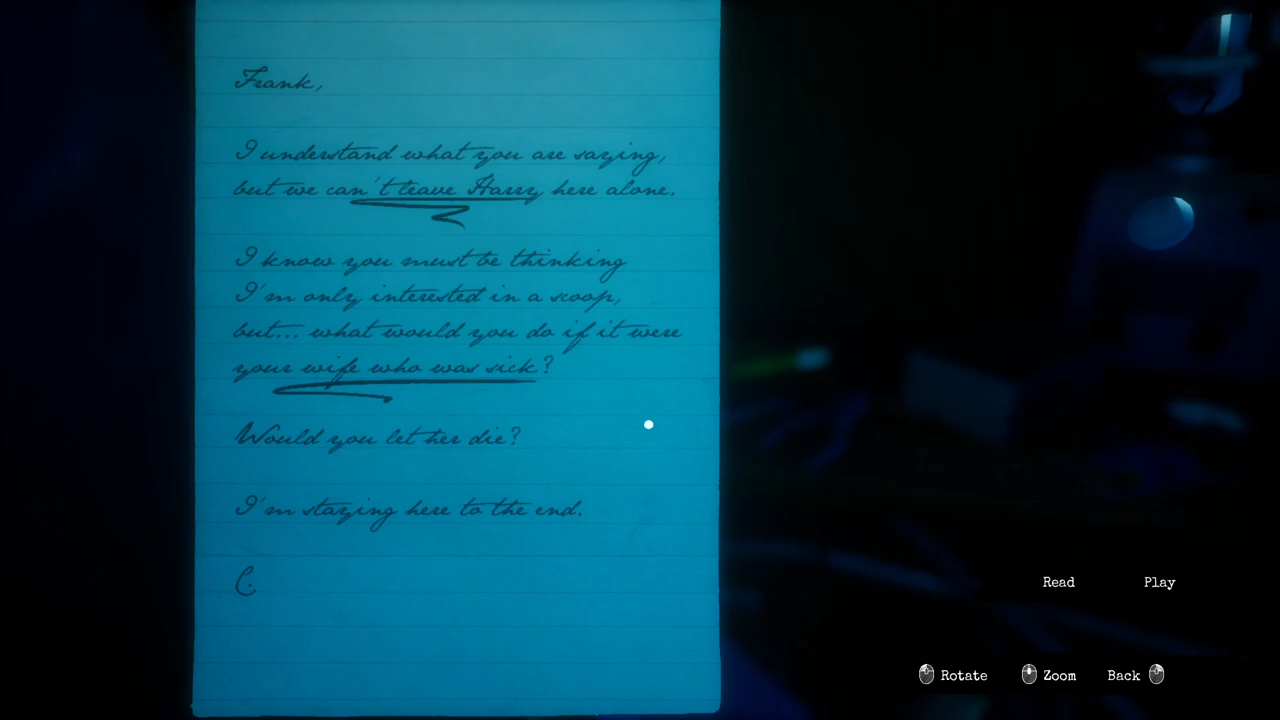 Frank,
I understand what you are saying,
but we can't leave Harry here alone.
I know you must be thinking
I'm only interested in a scoop,
but... what would you do if it were
your wife who was sick?
Would you let her die?
I'm staying here to the end.
C.
Read Play
Rotate Zoom Back